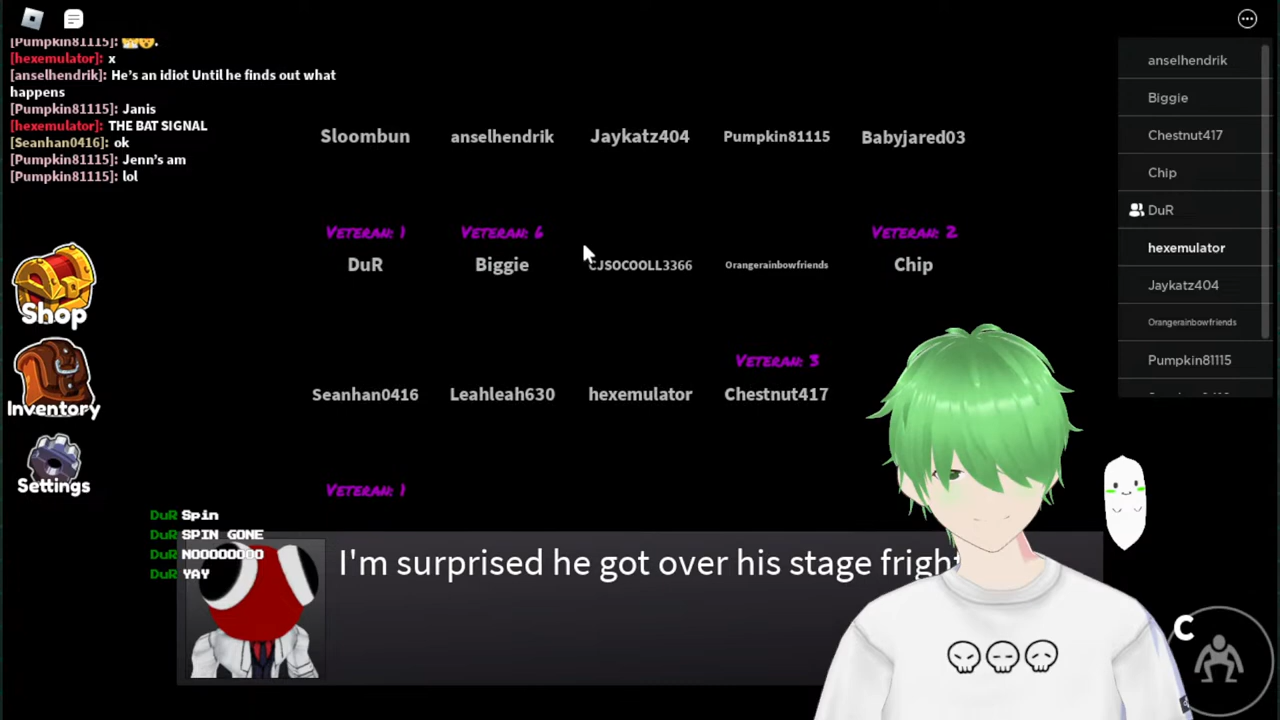 [Pumpkin81115]: 🎅😮.
[hexemulator]: x
[anselhendrik]: He's an idiot Until he finds out what
happens
[Pumpkin81115]: Janis
[hexemulator]: THE BAT SIGNAL
[Seanhan0416]: ok
[Pumpkin81115]: Jenn's am
[Pumpkin81115]: lol
Sloombun anselhendrik Jaykatz404 Pumpkin81115 Babyjared03
VETERAN: 1 VETERAN: 6 VETERAN: 2
DuR Biggie CJSOCOOLL3366 Orangerainbowfriends Chip
VETERAN: 3
Seanhan0416 Leahleah630 hexemulator Chestnut417
VETERAN: 1
anselhendrik
Biggie
Chestnut417
Chip
DuR
hexemulator
Jaykatz404
Orangerainbowfriends
Pumpkin81115
Shop
Inventory
Settings
DuR Spin
DuR SPIN GONE
DuR NOOOOOOOO
DuR YAY
I'm surprised he got over his stage fright
C